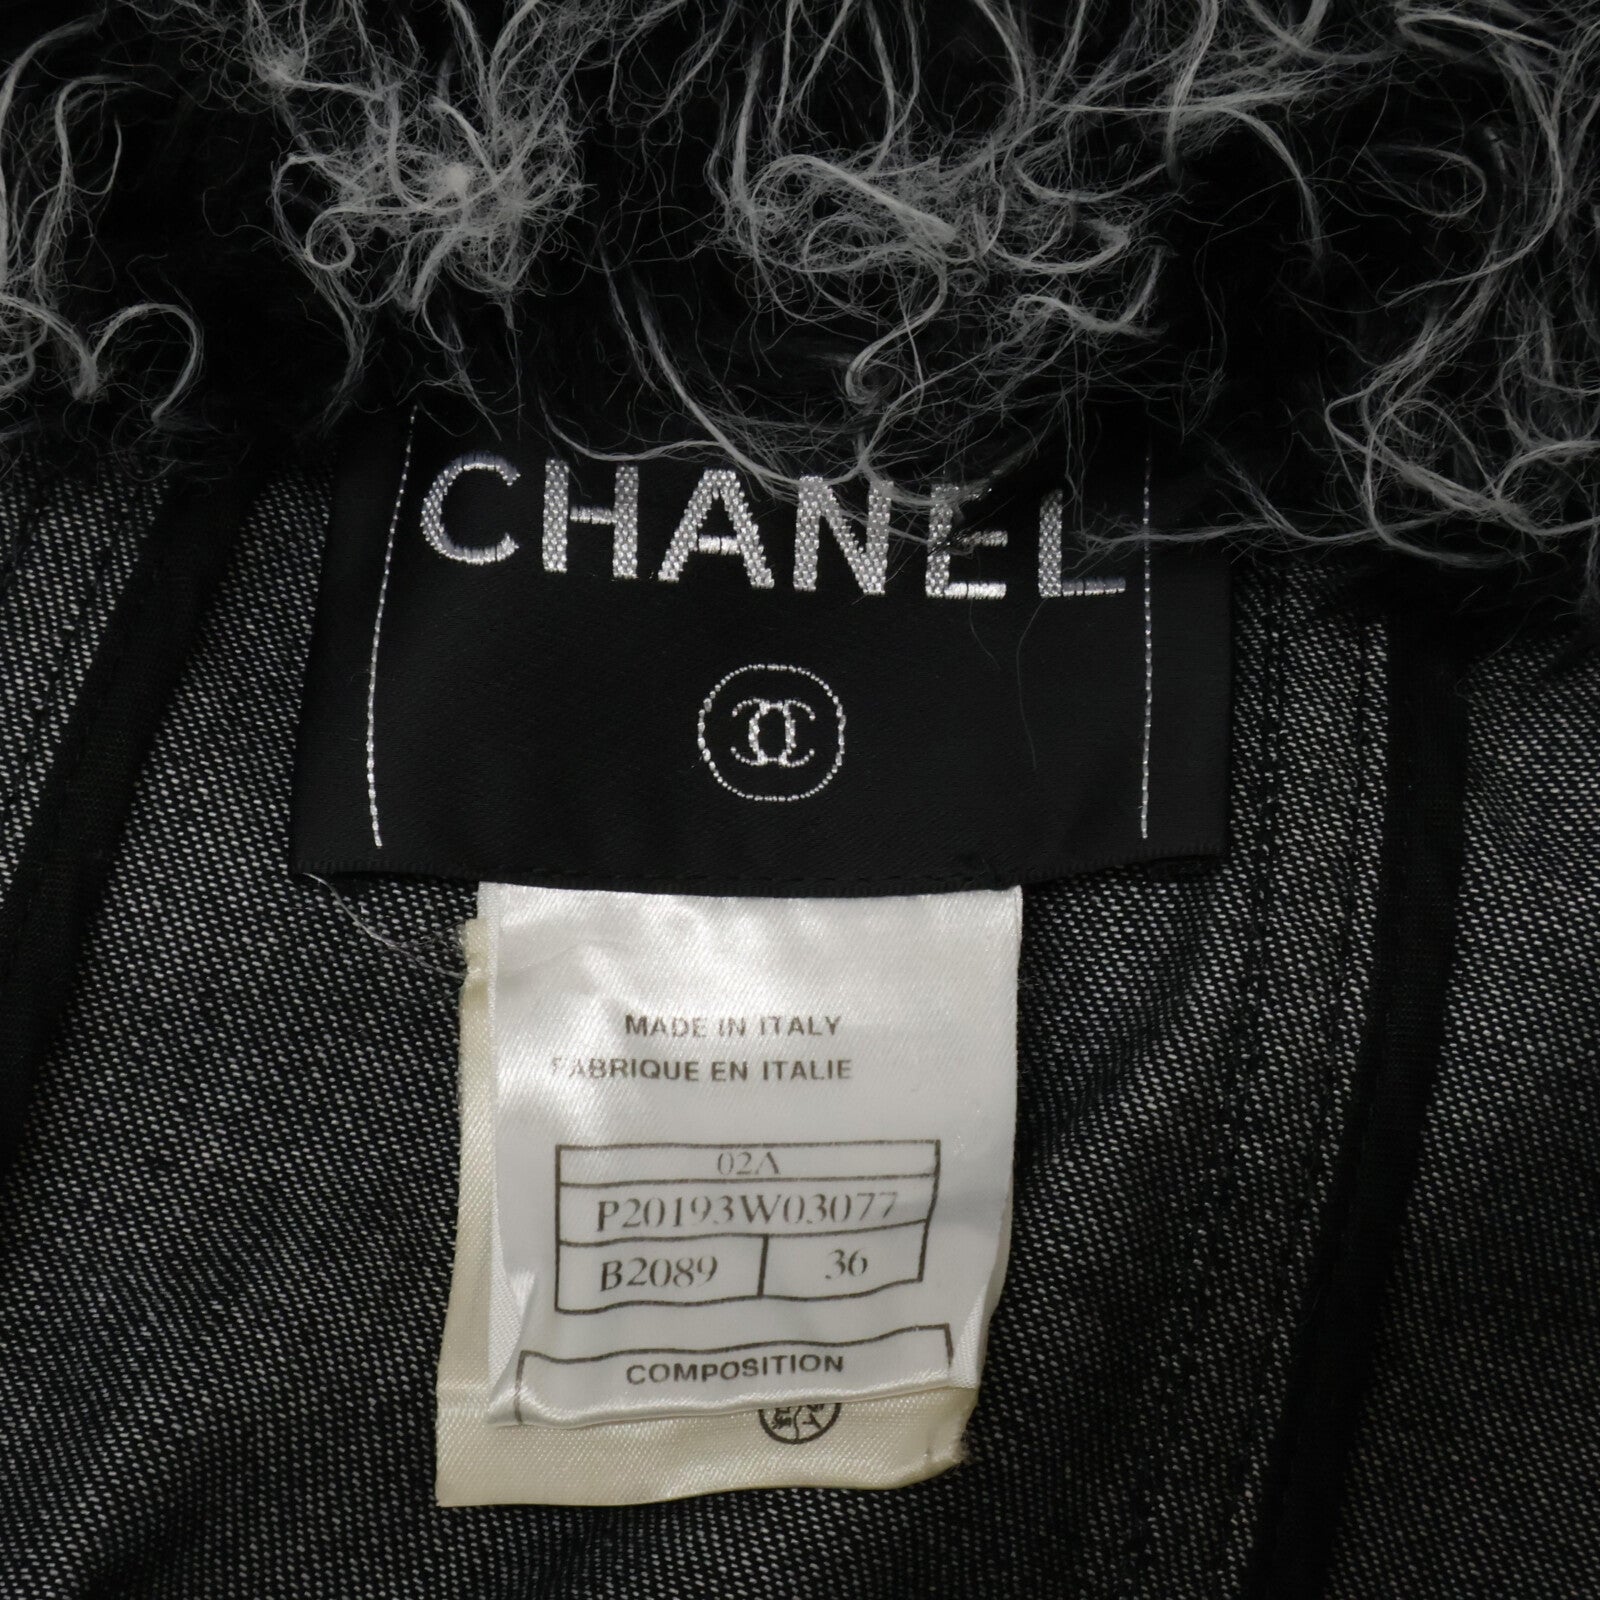 CHANEL
MADE IN ITALY
FABRIQUE EN ITALIE
02A
P20193W03077
B2089 36
COMPOSITION